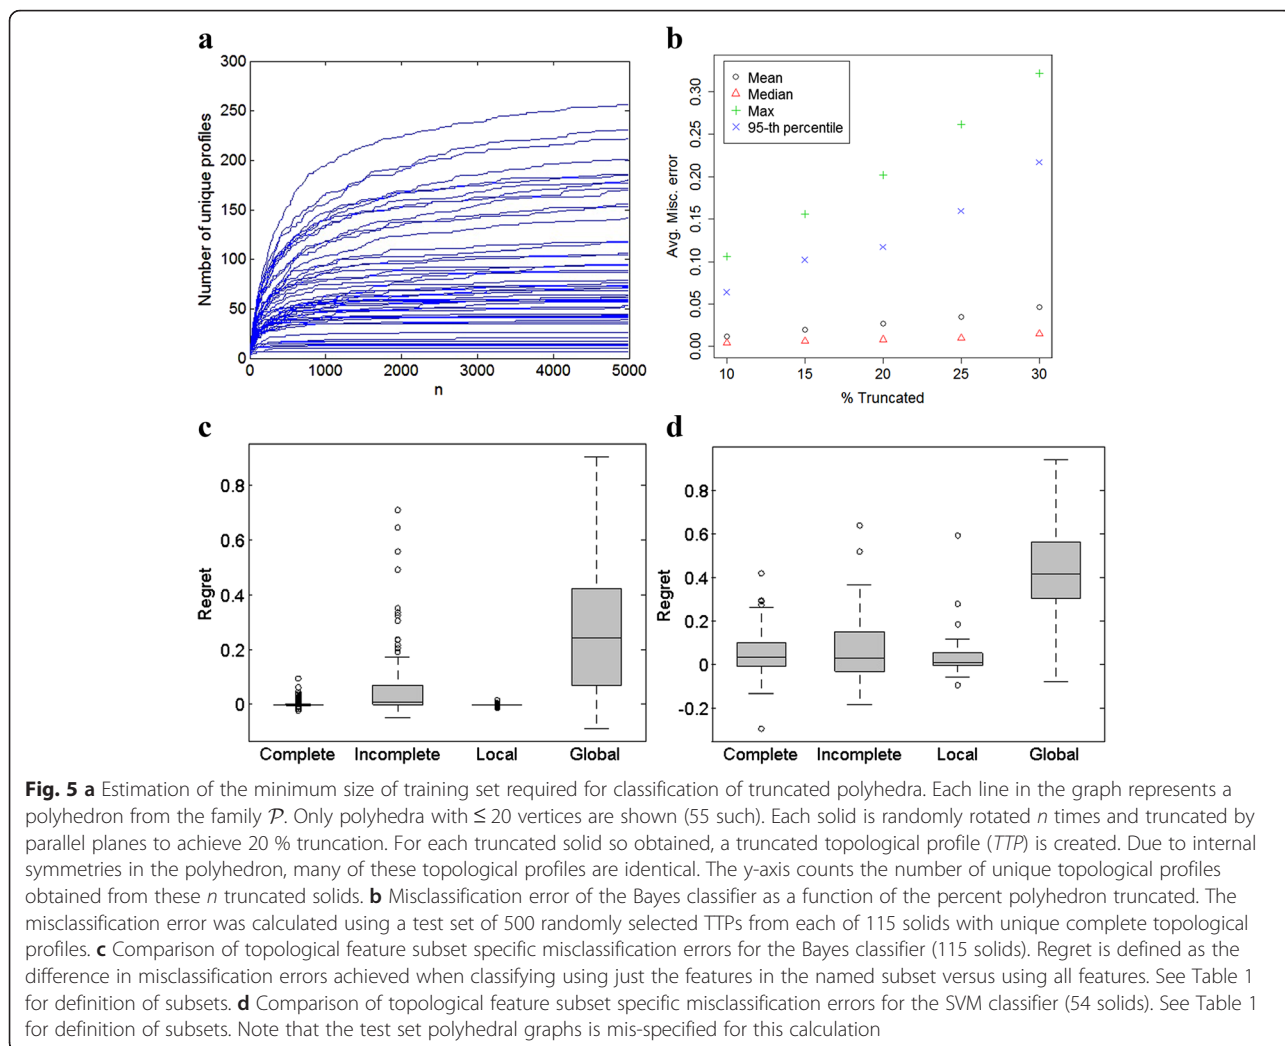 a
300
250
200
150
100
50
0
Number of unique profiles
0 1000 2000 3000 4000 5000
n
b
Mean
Median
Max
95-th percentile
0.30
0.25
0.20
0.15
0.10
0.05
0.00
Avg. Misc. error
10 15 20 25 30
% Truncated
c
0.8
0.6
0.4
0.2
0
Regret
Complete Incomplete Local Global
d
0.8
0.6
0.4
0.2
0
-0.2
Regret
Complete Incomplete Local Global
Fig. 5 a Estimation of the minimum size of training set required for classification of truncated polyhedra. Each line in the graph represents a
polyhedron from the family 𝒫. Only polyhedra with ≤ 20 vertices are shown (55 such). Each solid is randomly rotated n times and truncated by
parallel planes to achieve 20 % truncation. For each truncated solid so obtained, a truncated topological profile (TTP) is created. Due to internal
symmetries in the polyhedron, many of these topological profiles are identical. The y-axis counts the number of unique topological profiles
obtained from these n truncated solids. b Misclassification error of the Bayes classifier as a function of the percent polyhedron truncated. The
misclassification error was calculated using a test set of 500 randomly selected TTPs from each of 115 solids with unique complete topological
profiles. c Comparison of topological feature subset specific misclassification errors for the Bayes classifier (115 solids). Regret is defined as the
difference in misclassification errors achieved when classifying using just the features in the named subset versus using all features. See Table 1
for definition of subsets. d Comparison of topological feature subset specific misclassification errors for the SVM classifier (54 solids). See Table 1
for definition of subsets. Note that the test set polyhedral graphs is mis-specified for this calculation